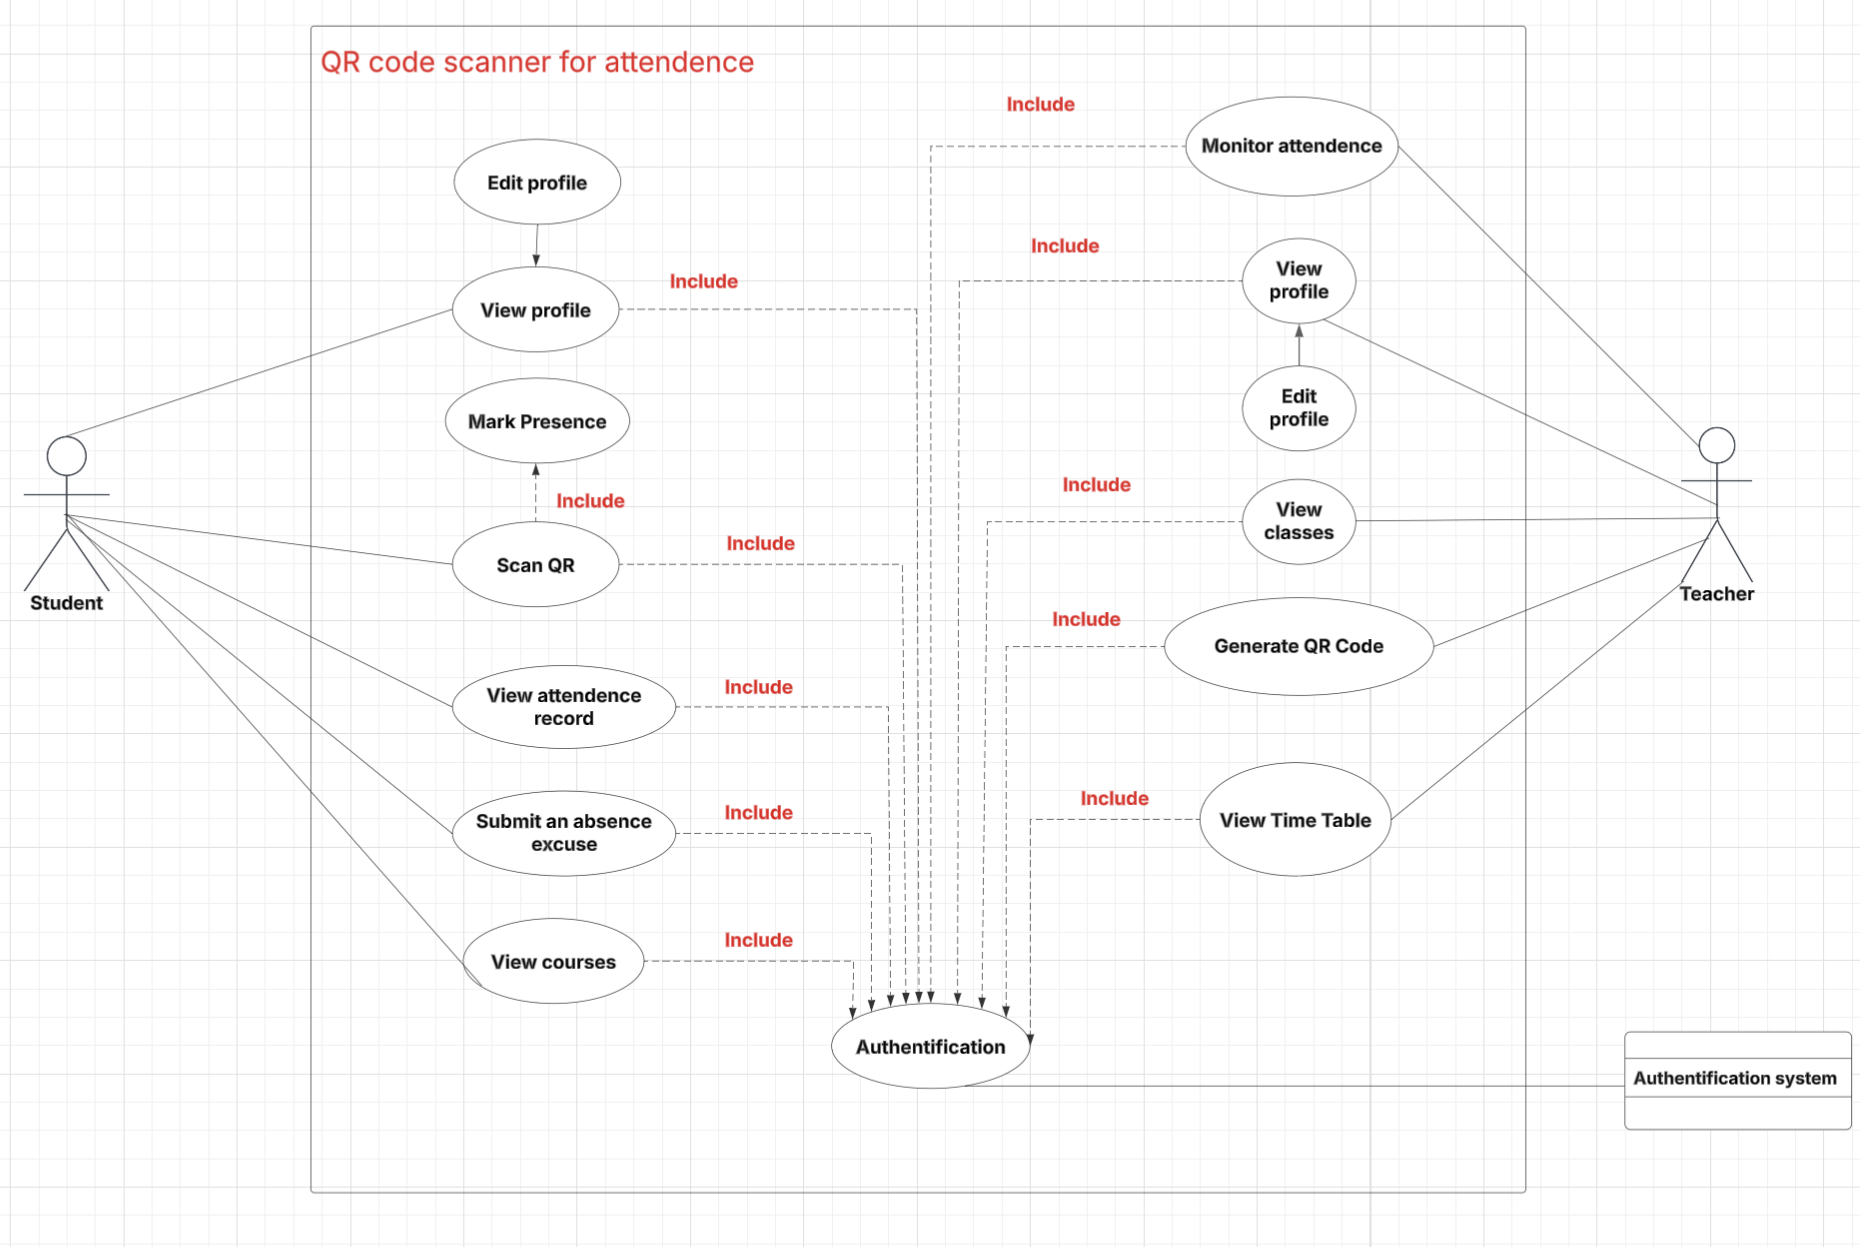 QR code scanner for attendence
Include
Monitor attendence
Edit profile
Include
View
profile
Include
View profile
Mark Presence
Edit
profile
Include
Include
View
classes
Include
Scan QR
Student
Teacher
Include
Generate QR Code
Include
View attendence
record
Include
Include
View Time Table
Submit an absence
excuse
Include
View courses
Authentification
Authentification system